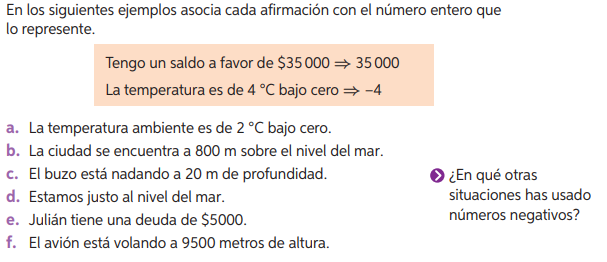 En los siguientes ejemplos asocia cada afirmación con el número entero que
lo represente.
Tengo un saldo a favor de $35 000 ⇒ 35 000
La temperatura es de 4 °C bajo cero ⇒ –4
a. La temperatura ambiente es de 2 °C bajo cero.
b. La ciudad se encuentra a 800 m sobre el nivel del mar.
c. El buzo está nadando a 20 m de profundidad.
d. Estamos justo al nivel del mar.
e. Julián tiene una deuda de $5000.
f. El avión está volando a 9500 metros de altura.
¿En qué otras
situaciones has usado
números negativos?